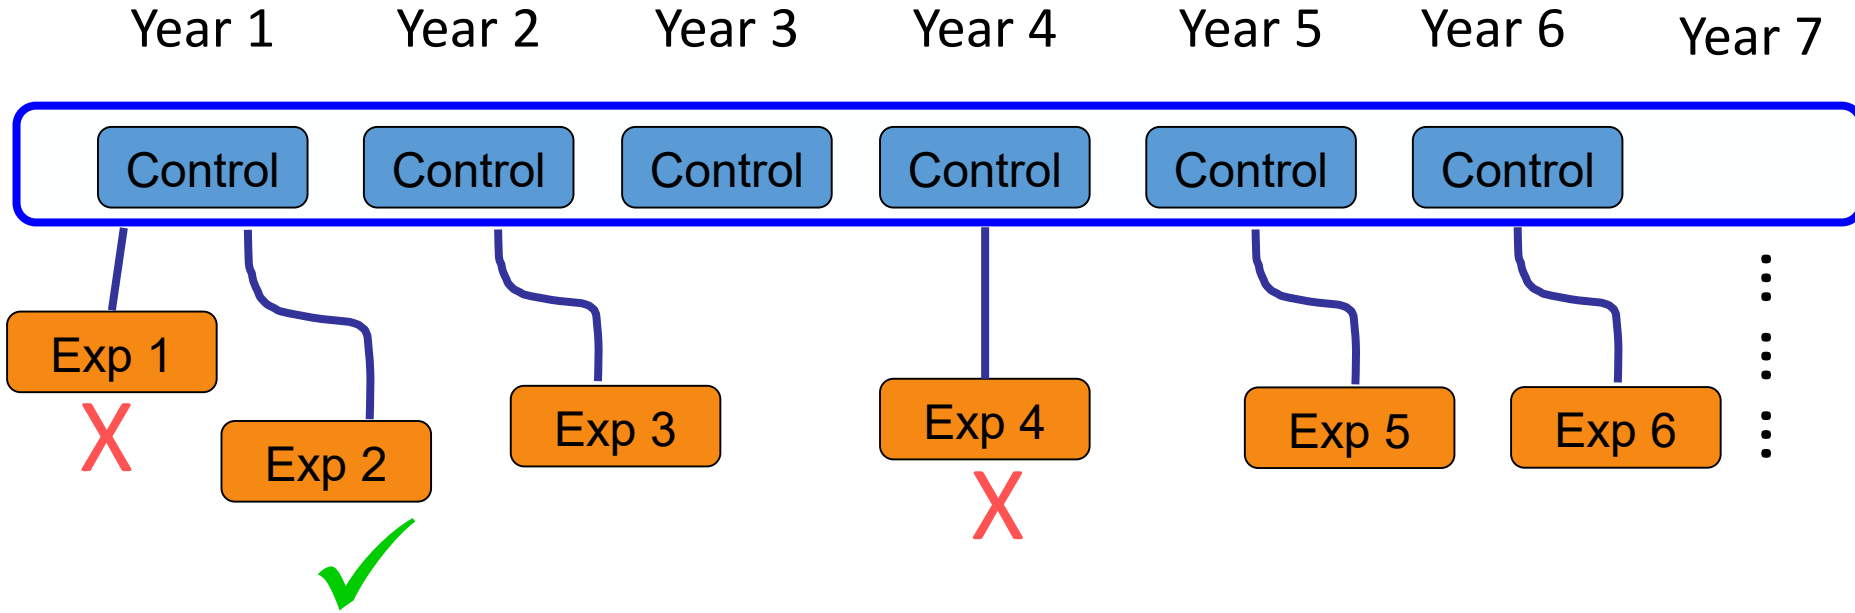 Year 1 Year 2 Year 3 Year 4 Year 5 Year 6 Year 7
Control Control Control Control Control Control
Exp 1
Exp 2
Exp 3
Exp 4
Exp 5
Exp 6